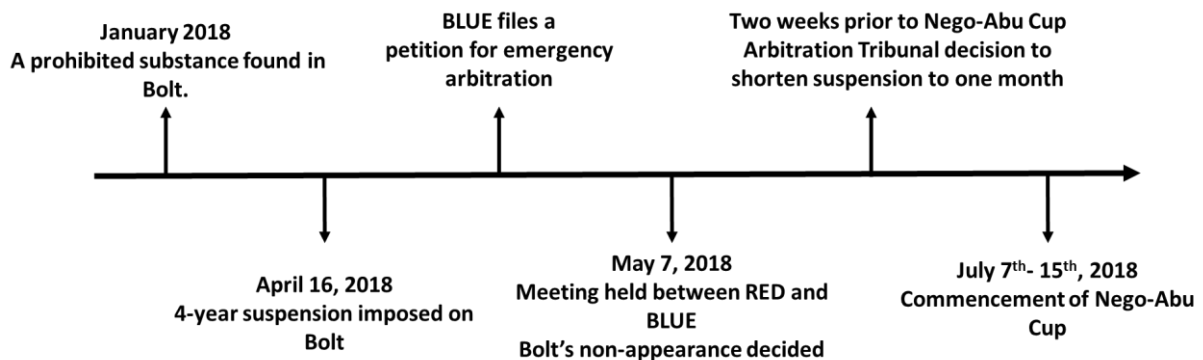 January 2018
A prohibited substance found in
Bolt.
April 16, 2018
4-year suspension imposed on
Bolt
BLUE files a
petition for emergency
arbitration
May 7, 2018
Meeting held between RED and
BLUE
Bolt's non-appearance decided
Two weeks prior to Nego-Abu Cup
Arbitration Tribunal decision to
shorten suspension to one month
July 7th- 15th, 2018
Commencement of Nego-Abu
Cup